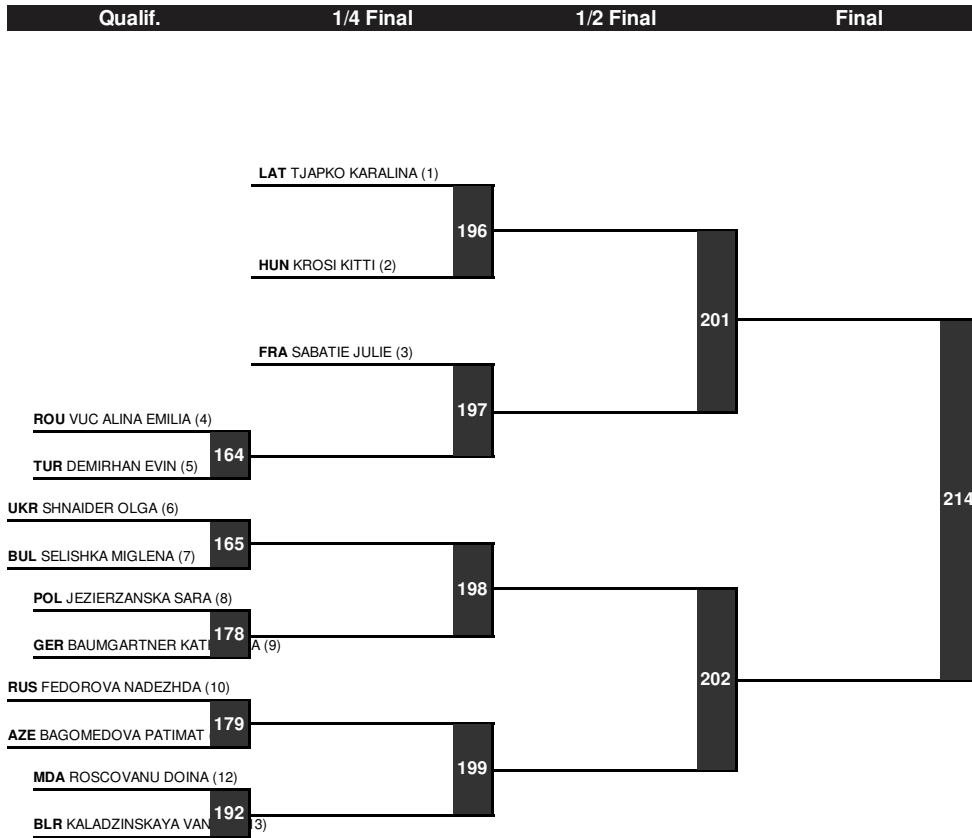 Qualif. 1/4 Final 1/2 Final Final
LAT TJAPKO KARALINA (1)
196
HUN KROSI KITTI (2)
201
FRA SABATIE JULIE (3)
197
ROU VUC ALINA EMILIA (4)
164
TUR DEMIRHAN EVIN (5)
214
UKR SHNAIDER OLGA (6)
165
BUL SELISHKA MIGLENA (7)
198
POL JEZIERZANSKA SARA (8)
178
GER BAUMGARTNER A (9)
202
RUS FEDOROVA NADEZHDA (10)
179
AZE BAGOMEDOVA PATIMAT
199
MDA ROSCOVANU DOINA (12)
192
BLR KALADZINSKAYA 13)